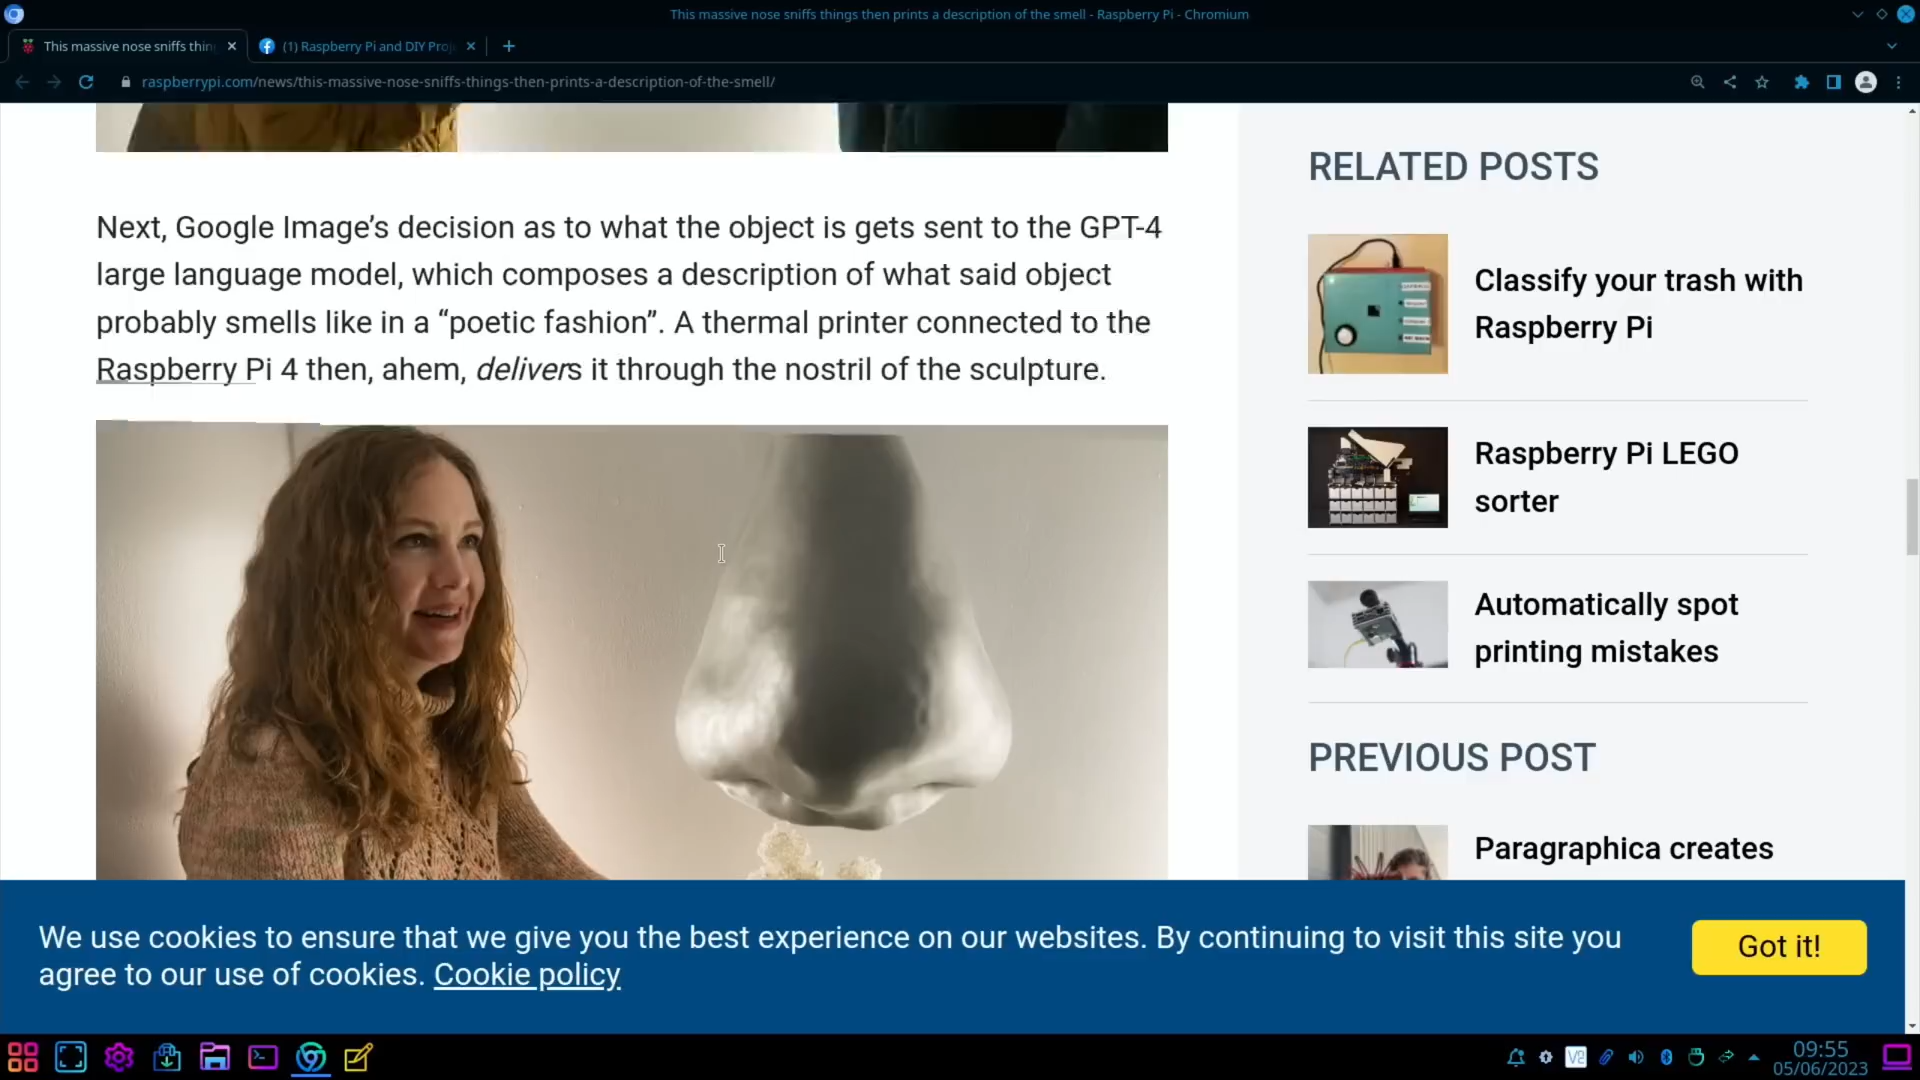 This massive nose sniffs things then prints a description of the smell - Raspberry Pi - Chromium
This massive nose sniffs thin
(1) Raspberry Pi and DIY Proj
raspberrypi.com/news/this-massive-nose-sniffs-things-then-prints-a-description-of-the-smell/
Next, Google Image’s decision as to what the object is gets sent to the GPT-4
large language model, which composes a description of what said object
probably smells like in a “poetic fashion”. A thermal printer connected to the
Raspberry Pi 4 then, ahem, delivers it through the nostril of the sculpture.
RELATED POSTS
Classify your trash with
Raspberry Pi
Raspberry Pi LEGO
sorter
Automatically spot
printing mistakes
PREVIOUS POST
Paragraphica creates
We use cookies to ensure that we give you the best experience on our websites. By continuing to visit this site you
agree to our use of cookies. Cookie policy
Got it!
09:55
05/06/2023